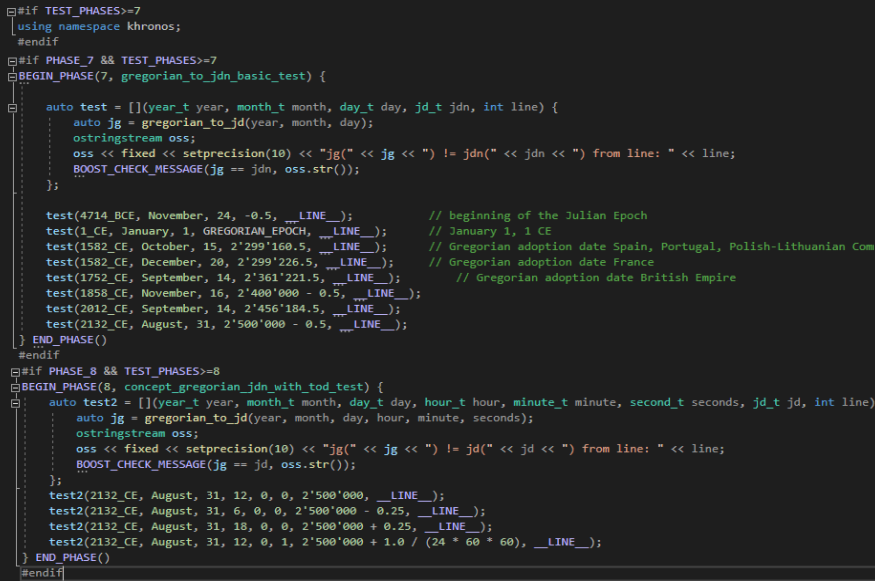 #if TEST_PHASES>=7
using namespace khronos;
#endif
#if PHASE_7 && TEST_PHASES>=7
BEGIN_PHASE(7, gregorian_to_jdn_basic_test) {
auto test = [](year_t year, month_t month, day_t day, jd_t jdn, int line) {
auto jg = gregorian_to_jd(year, month, day);
ostringstream oss;
oss << fixed << setprecision(10) << "jg(" << jg << ") != jdn(" << jdn << ") from line: " << line;
BOOST_CHECK_MESSAGE(jg == jdn, oss.str());
};
test(4714_BCE, November, 24, -0.5, __LINE__); // beginning of the Julian Epoch
test(1_CE, January, 1, GREGORIAN_EPOCH, __LINE__); // January 1, 1 CE
test(1582_CE, October, 15, 2'299'160.5, __LINE__); // Gregorian adoption date Spain, Portugal, Polish-Lithuanian Com
test(1582_CE, December, 20, 2'299'226.5, __LINE__); // Gregorian adoption date France
test(1752_CE, September, 14, 2'361'221.5, __LINE__); // Gregorian adoption date British Empire
test(1858_CE, November, 16, 2'400'000 - 0.5, __LINE__);
test(2012_CE, September, 14, 2'456'184.5, __LINE__);
test(2132_CE, August, 31, 2'500'000 - 0.5, __LINE__);
} END_PHASE()
#endif
#if PHASE_8 && TEST_PHASES>=8
BEGIN_PHASE(8, concept_gregorian_jdn_with_tod_test) {
auto test2 = [](year_t year, month_t month, day_t day, hour_t hour, minute_t minute, second_t seconds, jd_t jd, int line)
auto jg = gregorian_to_jd(year, month, day, hour, minute, seconds);
ostringstream oss;
oss << fixed << setprecision(10) << "jg(" << jg << ") != jd(" << jd << ") from line: " << line;
BOOST_CHECK_MESSAGE(jg == jd, oss.str());
};
test2(2132_CE, August, 31, 12, 0, 0, 2'500'000, __LINE__);
test2(2132_CE, August, 31, 6, 0, 0, 2'500'000 - 0.25, __LINE__);
test2(2132_CE, August, 31, 18, 0, 0, 2'500'000 + 0.25, __LINE__);
test2(2132_CE, August, 31, 12, 0, 1, 2'500'000 + 1.0 / (24 * 60 * 60), __LINE__);
} END_PHASE()
#endif